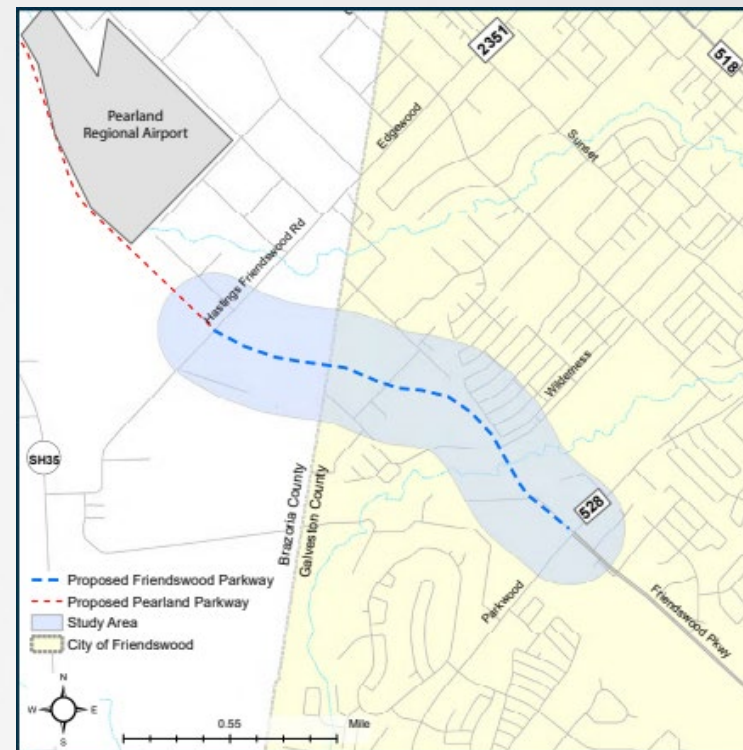 2351
518
Pearland
Regional Airport
Edgewood
Sunset
Hastings Friendswood Rd
Wilderness
SH35
528
Brazoria County
Galveston County
Parkwood
Friendswood Pkwy
Proposed Friendswood Parkway
Proposed Pearland Parkway
Study Area
City of Friendswood
N
W
E
S
0.55
Mile